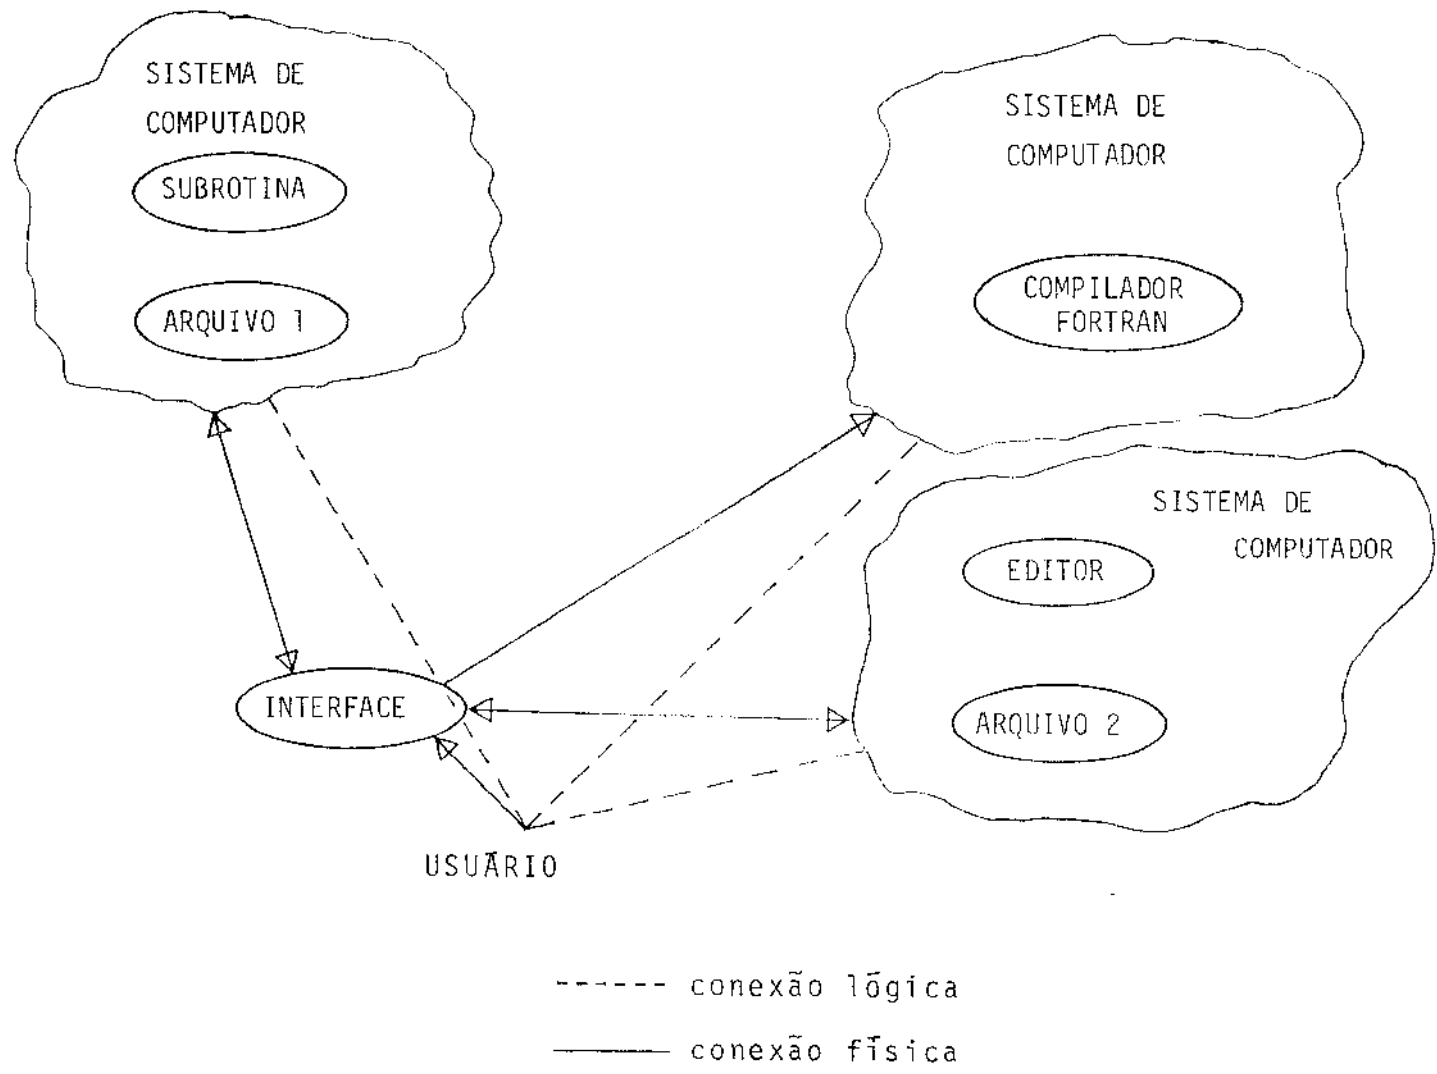 SISTEMA DE
COMPUTADOR
SUBROTINA
ARQUIVO 1
SISTEMA DE
COMPUTADOR
COMPILADOR
FORTRAN
SISTEMA DE
COMPUTADOR
EDITOR
ARQUIVO 2
INTERFACE
USUÁRIO
conexão lógica
conexão física